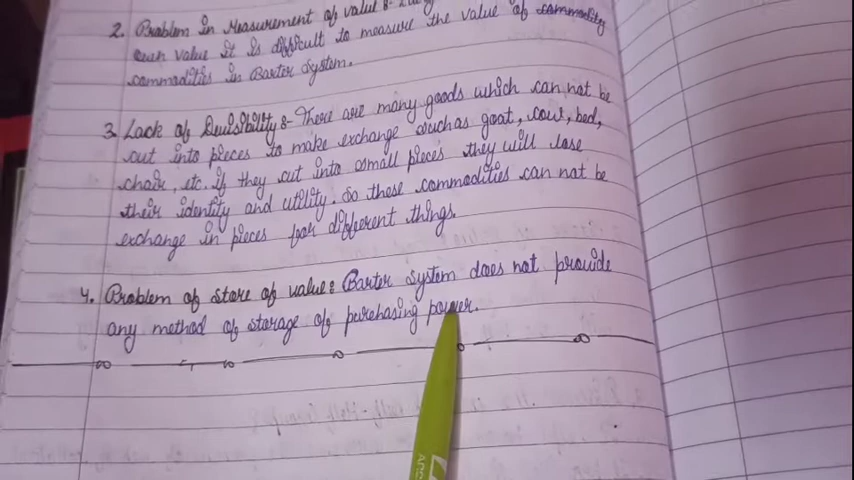 2. Problem in Measurement of value :-
such value it is difficult to measure the value of commodity
commodities in Barter System.
3. Lack of Devisibility :- There are many goods which can not be
cut into pieces to make exchange such as goat, cow, bed,
chair, etc. if they cut into small pieces they will lose
their identity and utility. So these commodities can not be
exchange in pieces for different things.
4. Problem of store of value : Barter system does not provide
any method of storage of purchasing power.